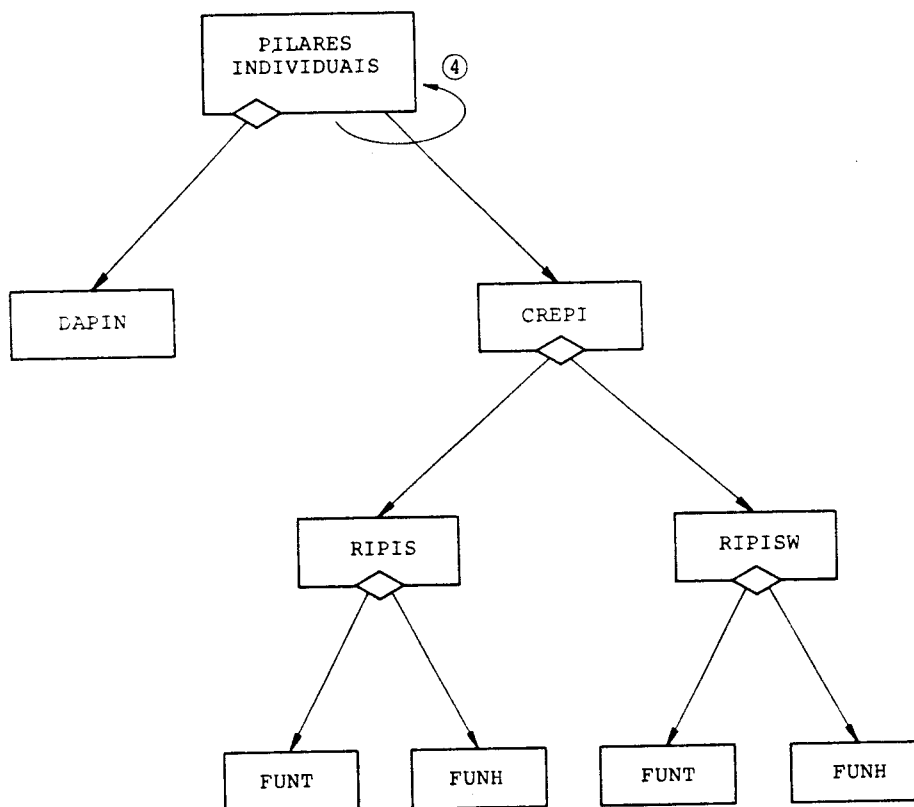 PILARES
INDIVIDUAIS
④
DAPIN
CREPI
RIPIS
RIPISW
FUNT
FUNH
FUNT
FUNH